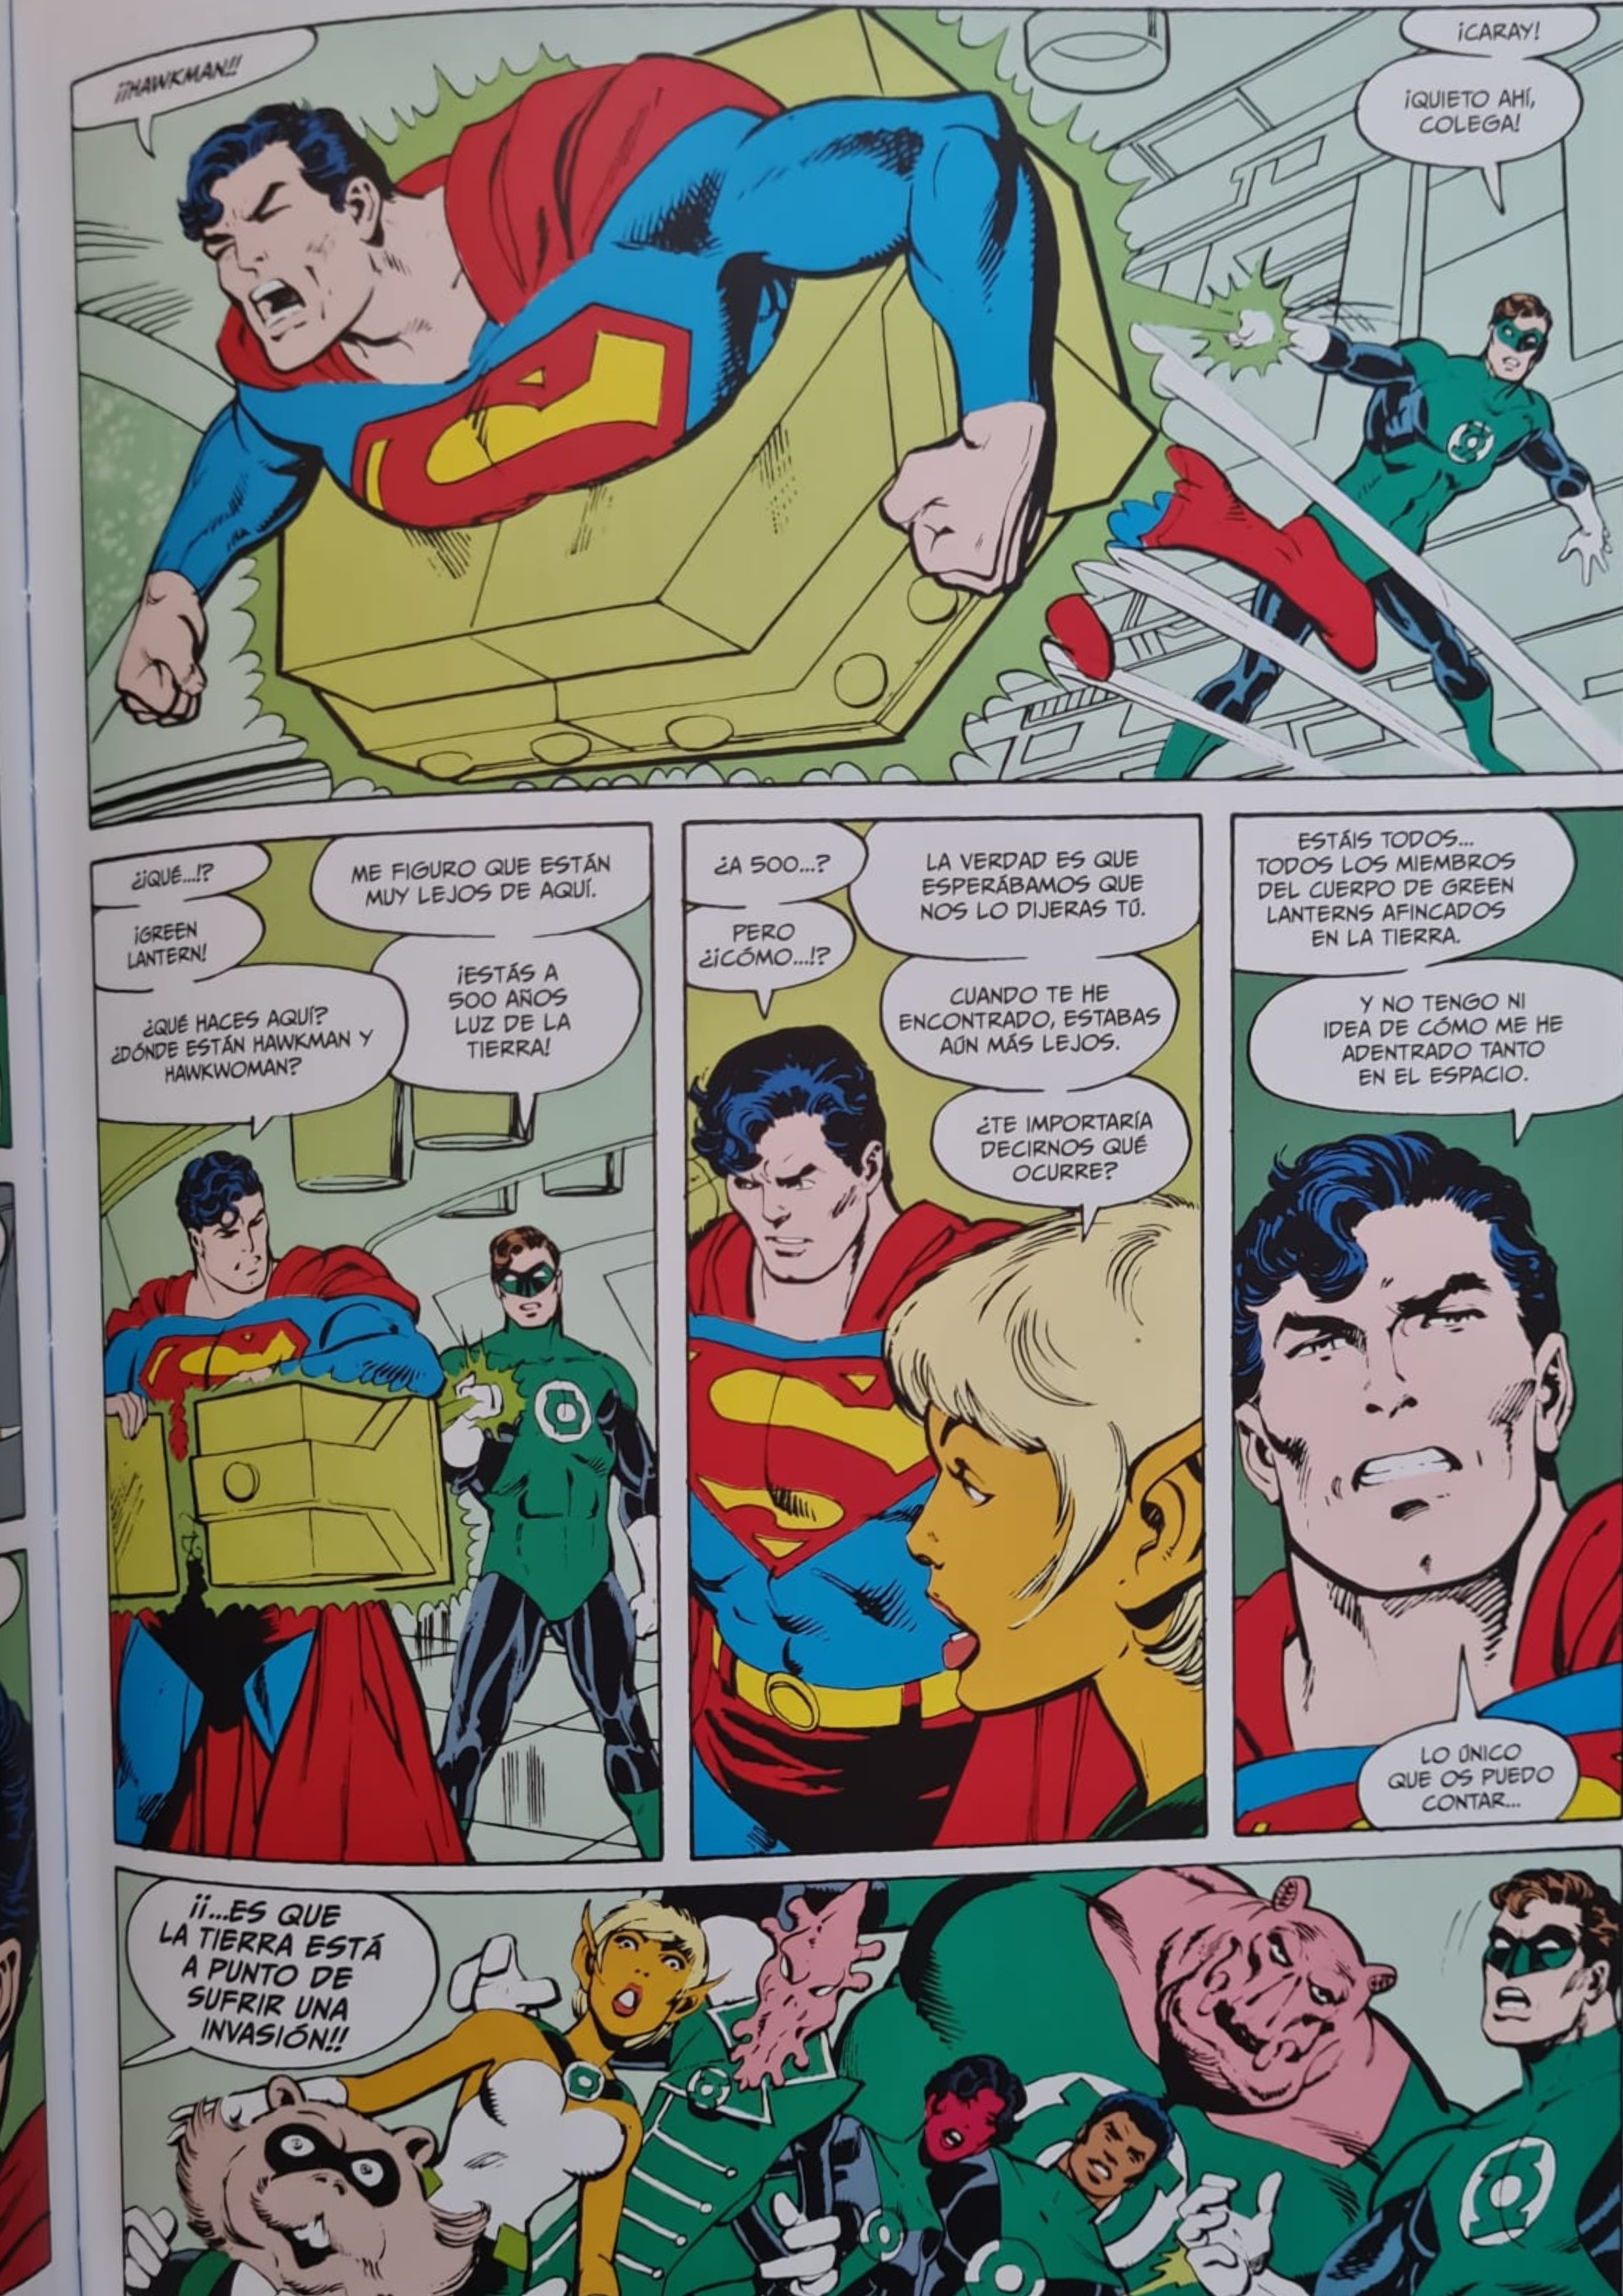 ¡¡HAWKMAN!!
¡CARAY!
¡QUIETO AHÍ,
COLEGA!
¿¡QUÉ...!?
¡GREEN
LANTERN!
¿QUÉ HACES AQUÍ?
¿DÓNDE ESTÁN HAWKMAN Y
HAWKWOMAN?
ME FIGURO QUE ESTÁN
MUY LEJOS DE AQUÍ.
¡ESTÁS A
500 AÑOS
LUZ DE LA
TIERRA!
¿A 500...?
PERO
¿¡CÓMO...!?
LA VERDAD ES QUE
ESPERÁBAMOS QUE
NOS LO DIJERAS TÚ.
CUANDO TE HE
ENCONTRADO, ESTABAS
AÚN MÁS LEJOS.
¿TE IMPORTARÍA
DECIRNOS QUÉ
OCURRE?
ESTÁIS TODOS...
TODOS LOS MIEMBROS
DEL CUERPO DE GREEN
LANTERNS AFINCADOS
EN LA TIERRA.
Y NO TENGO NI
IDEA DE CÓMO ME HE
ADENTRADO TANTO
EN EL ESPACIO.
LO ÚNICO
QUE OS PUEDO
CONTAR...
¡¡...ES QUE
LA TIERRA ESTÁ
A PUNTO DE
SUFRIR UNA
INVASIÓN!!